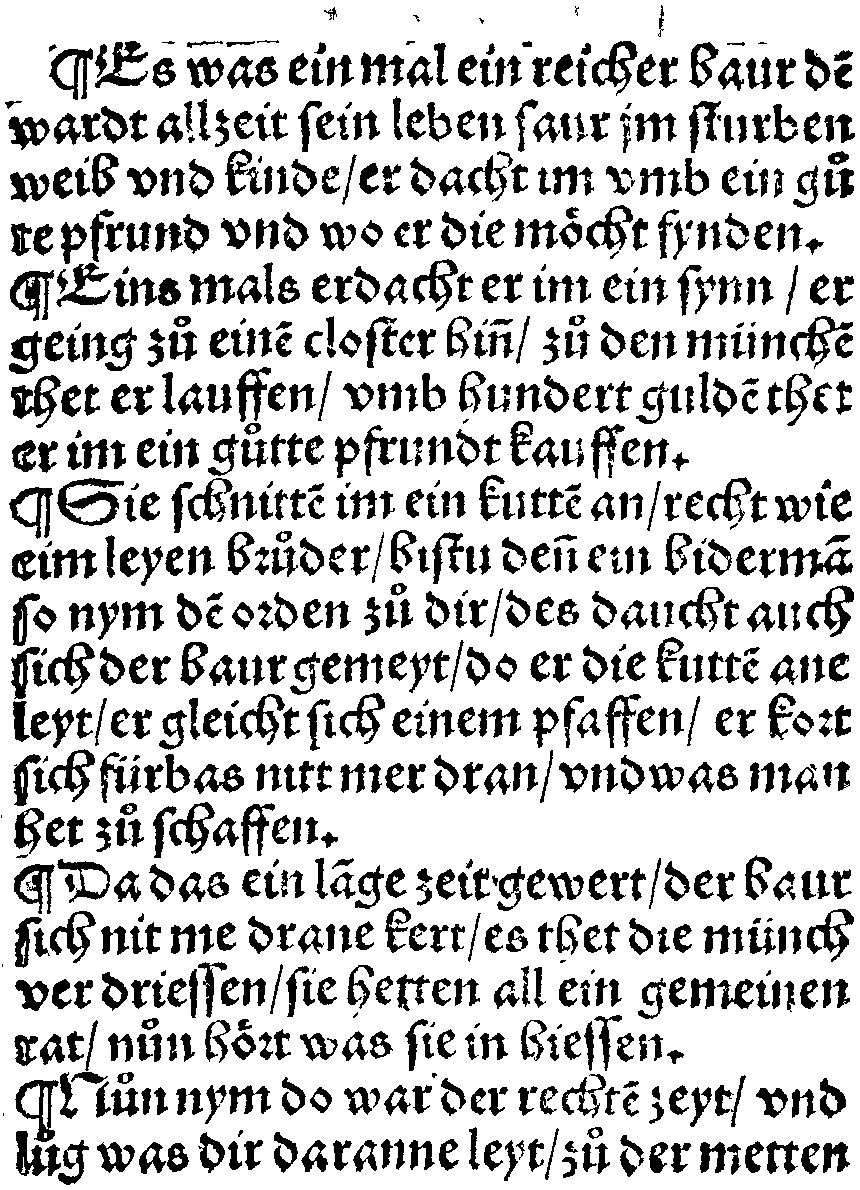 ¶Es was ein mal ein reicher baur dē
wardt allzeit sein leben saur jm sturben
weib vnd kinde/er dacht im vmb ein gů
te pfrund vnd wo er die möcht fynden.
¶Eins mals erdacht er im ein synn / er
geing zů einē closter hiñ/ zů den münchē
thet er lauffen/ vmb hundert guldē thet
er im ein gůtte pfrundt kauffen.
¶Sie schnittē im ein kuttē an/recht wie
eim leyen brůder/bistu deñ ein bidermā
so nym dē orden zů dir/des daucht auch
sich der baur gemeyt/do er die kuttē ane
leyt/er gleicht sich einem pfaffen/ er kort
sich fürbas nitt mer dran/vnd was man
het zů schaffen.
¶Da das ein lāge zeit gewert/der baur
sich nit me drane kert/es thet die münch
ver driessen/sie hetten all ein gemeinen
rat/ nůn hört was sie in hiessen.
¶Nůn nym do war der rechtē zeyt/ vnd
lůg was dir daranne leyt/zů der metten